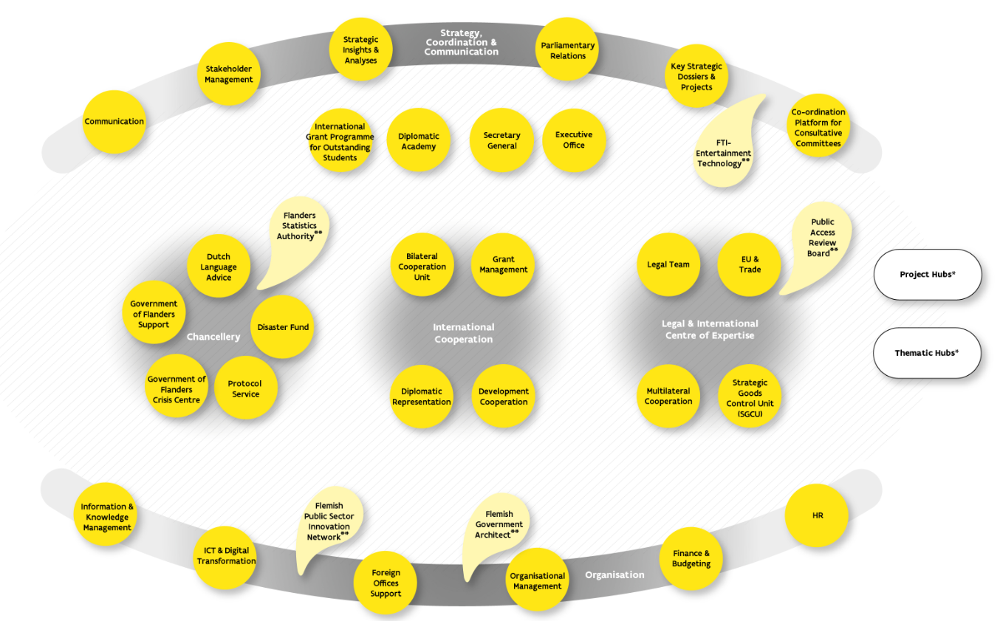 Strategy,
Coordination &
Communication
Communication
Stakeholder
Management
Strategic
Insights &
Analyses
Parliamentary
Relations
Key Strategic
Dossiers &
Projects
Co-ordination
Platform for
Consultative
Committees
International
Grant Programme
for Outstanding
Students
Diplomatic
Academy
Secretary
General
Executive
Office
FTI-
Entertainment
Technology**
Flanders
Statistics
Authority**
Dutch
Language
Advice
Government
of Flanders
Support
Disaster Fund
Chancellery
Government of
Flanders
Crisis Centre
Protocol
Service
Bilateral
Cooperation
Unit
Grant
Management
International
Cooperation
Diplomatic
Representation
Development
Cooperation
Legal Team
EU &
Trade
Public
Access
Review
Board**
Legal & International
Centre of Expertise
Multilateral
Cooperation
Strategic
Goods
Control Unit
(SGCU)
Project Hubs*
Thematic Hubs*
Information &
Knowledge
Management
ICT & Digital
Transformation
Flemish
Public Sector
Innovation
Network**
Foreign
Offices
Support
Flemish
Government
Architect**
Organisational
Management
Organisation
Finance &
Budgeting
HR